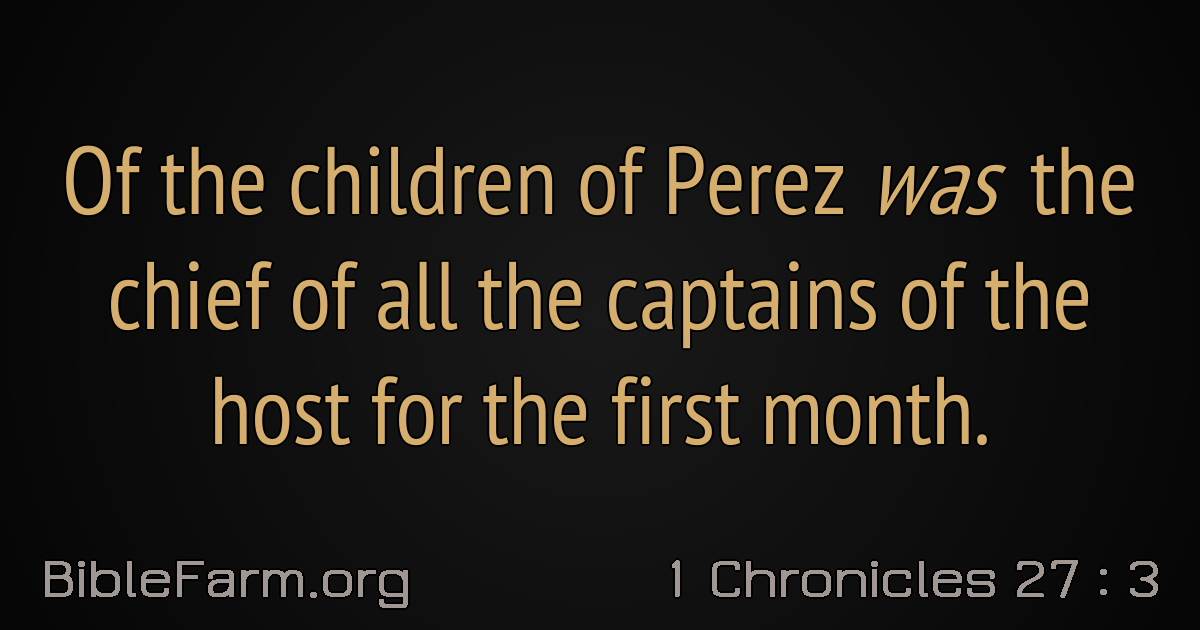 Of the children of Perez was the
chief of all the captains of the
host for the first month.
BibleFarm.org
1 Chronicles 27 : 3